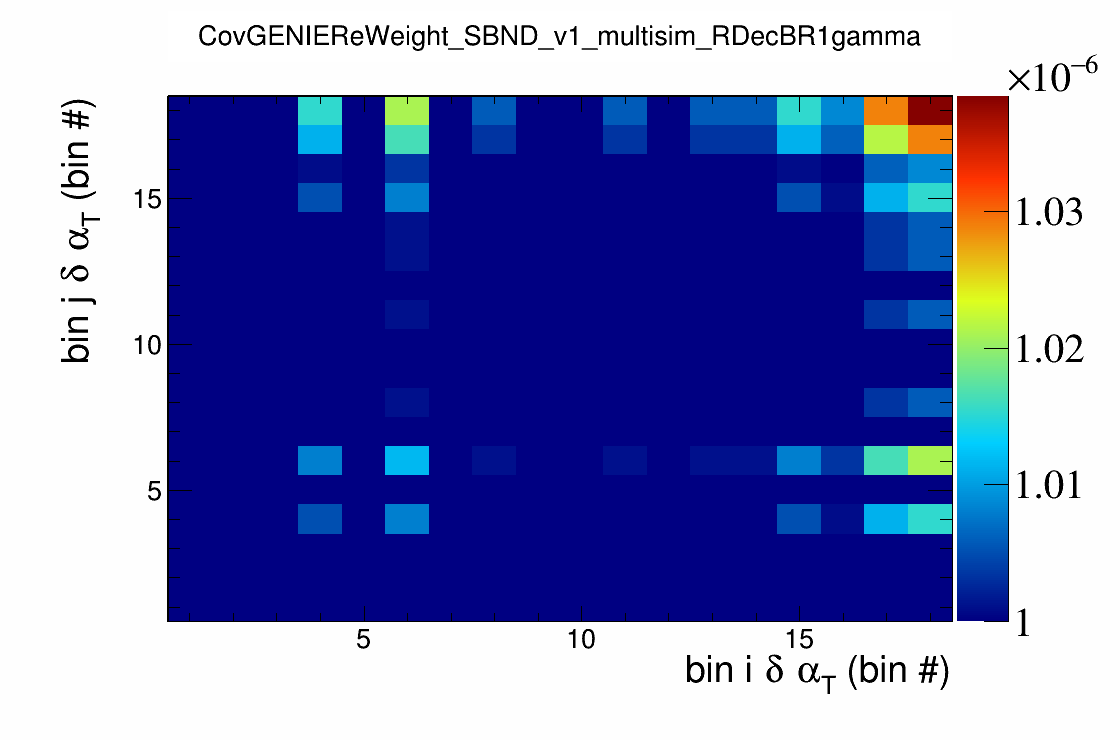 CovGENIEReWeight_SBND_v1_multisim_RDecBR1gamma
×10⁻⁶
bin j δ α_T (bin #)
15
10
5
1.03
1.02
1.01
1
5 10 15
bin i δ α_T (bin #)